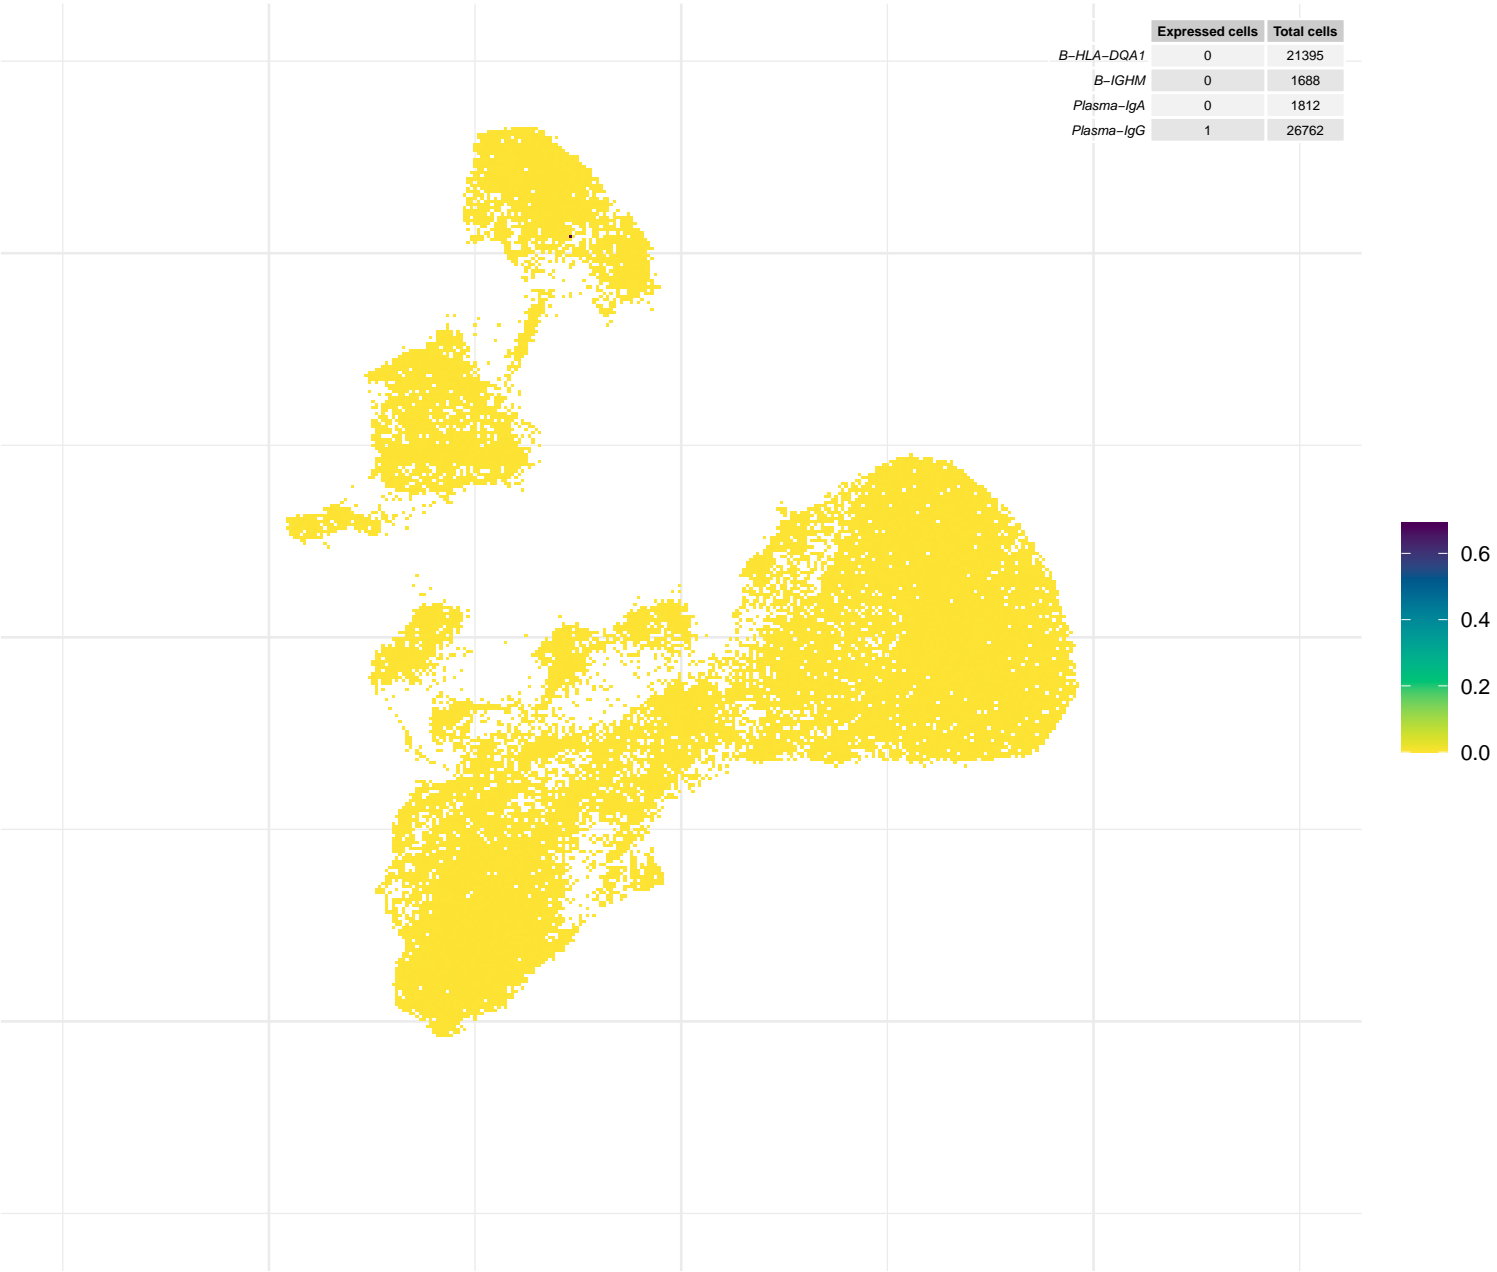 Expressed cells Total cells
B−HLA−DQA1 0 21395
B−IGHM 0 1688
Plasma−IgA 0 1812
Plasma−IgG 1 26762
0.6
0.4
0.2
0.0